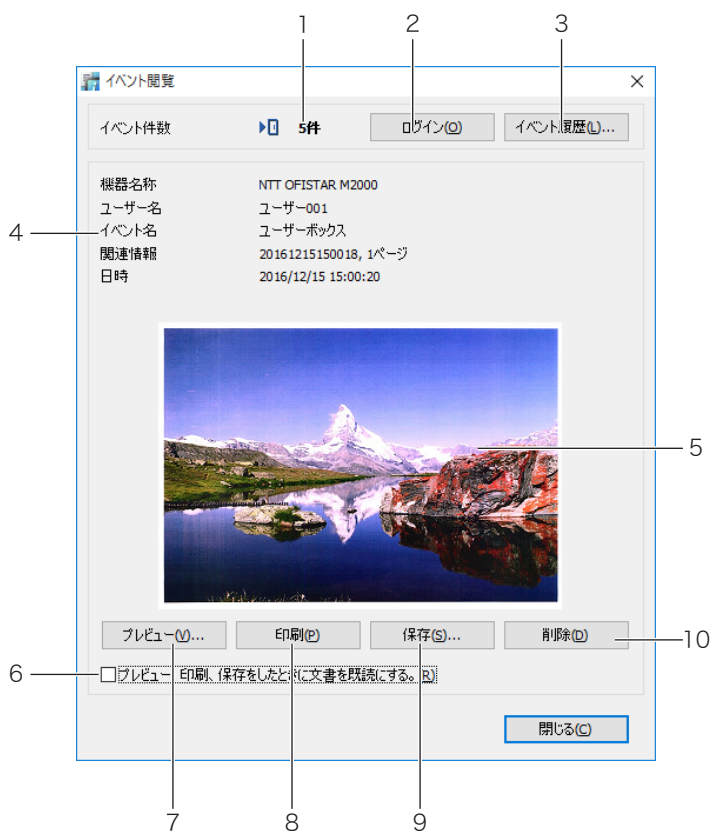 1 2 3
イベント閲覧
イベント件数 5件 ログイン(O) イベント履歴(L)...
機器名称 NTT OFISTAR M2000
ユーザー名 ユーザー001
4 イベント名 ユーザーボックス
関連情報 20161215150018, 1ページ
日時 2016/12/15 15:00:20
5
プレビュー(V)... 印刷(P) 保存(S)... 削除(D) 10
6 プレビュー、印刷、保存をしたときに文書を既読にする。(R)
閉じる(C)
7 8 9